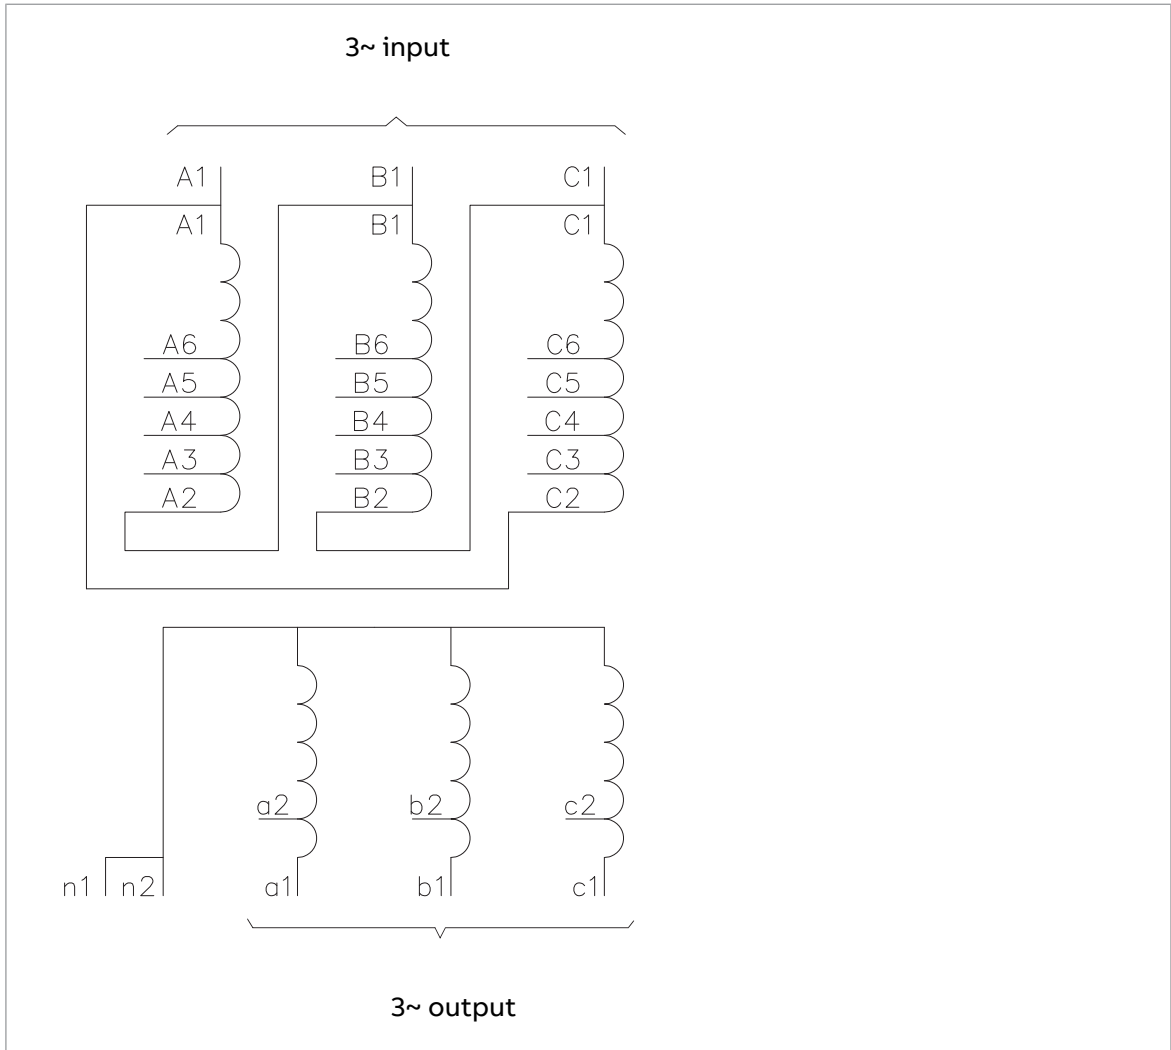 3~ input
A1 B1 C1
A1 B1 C1
A6 B6 C6
A5 B5 C5
A4 B4 C4
A3 B3 C3
A2 B2 C2
a2 b2 c2
n1 n2 a1 b1 c1
3~ output